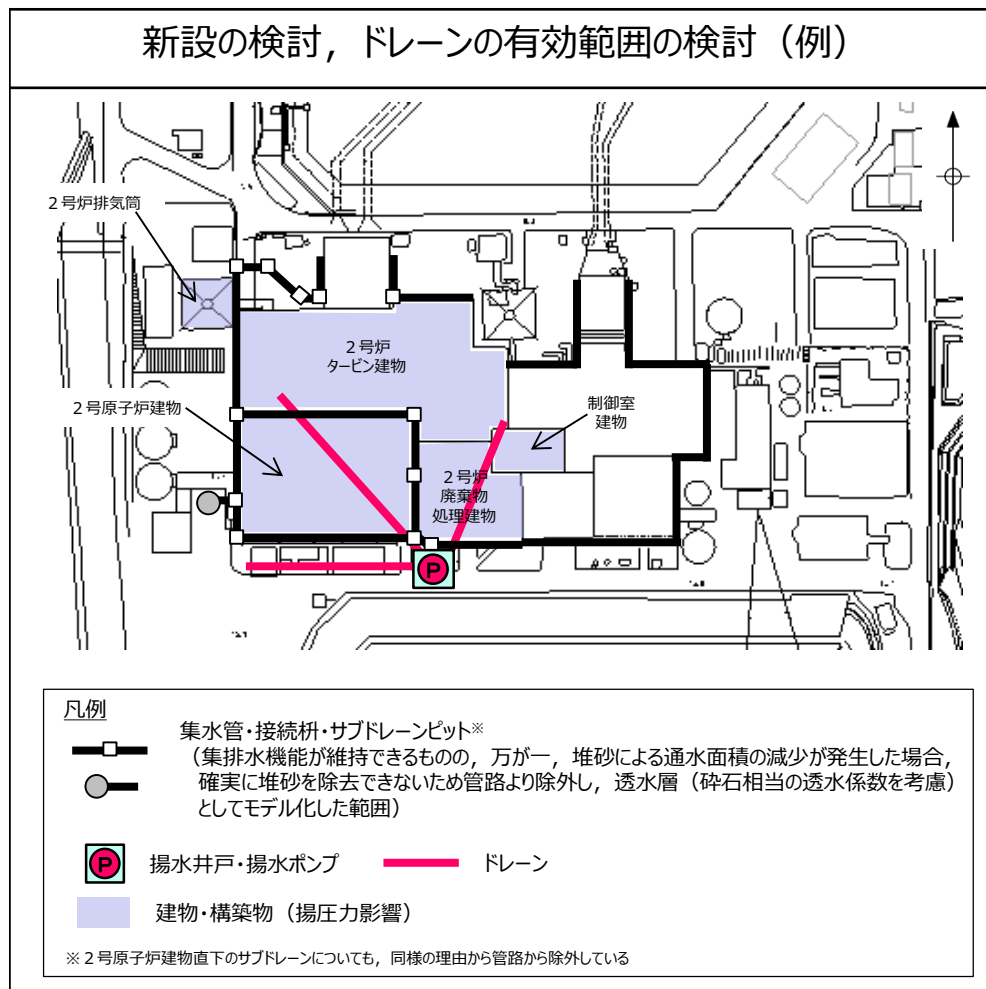 新設の検討，ドレーンの有効範囲の検討（例）
２号炉排気筒
２号炉
タービン建物
２号原子炉建物
制御室
建物
２号炉
廃棄物
処理建物
P
凡例
集水管・接続枡・サブドレーンピット※
（集排水機能が維持できるものの，万が一，堆砂による通水面積の減少が発生した場合，
確実に堆砂を除去できないため管路より除外し，透水層（砕石相当の透水係数を考慮）
としてモデル化した範囲）
P 揚水井戸・揚水ポンプ ドレーン
建物・構築物（揚圧力影響）
※２号原子炉建物直下のサブドレーンについても，同様の理由から管路から除外している